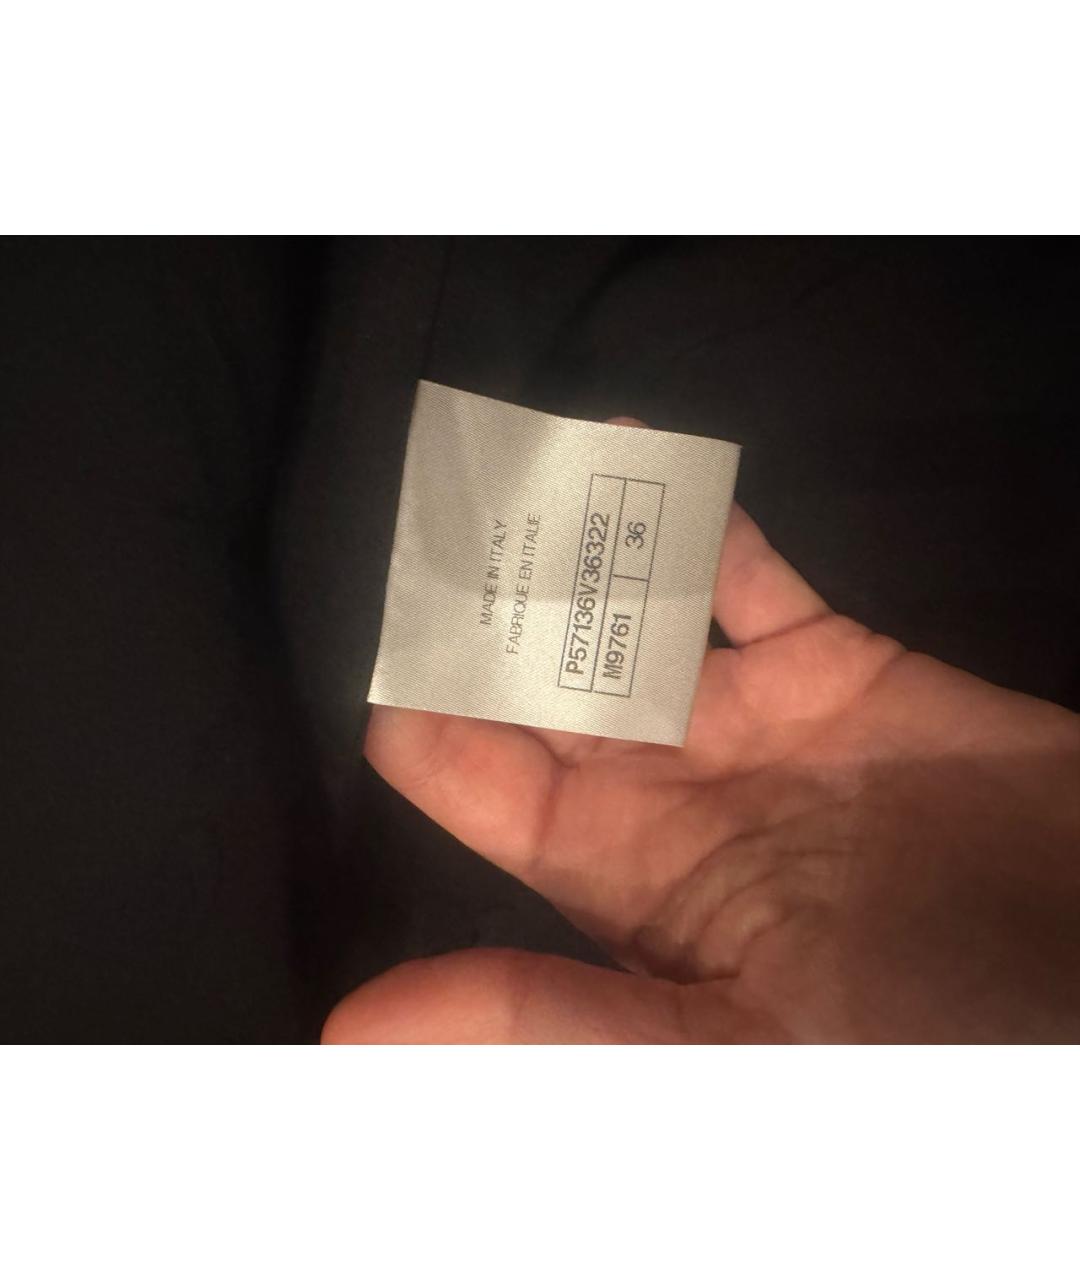 MADE IN ITALY
FABRIQUE EN ITALIE
P57136V36322
M9761 36